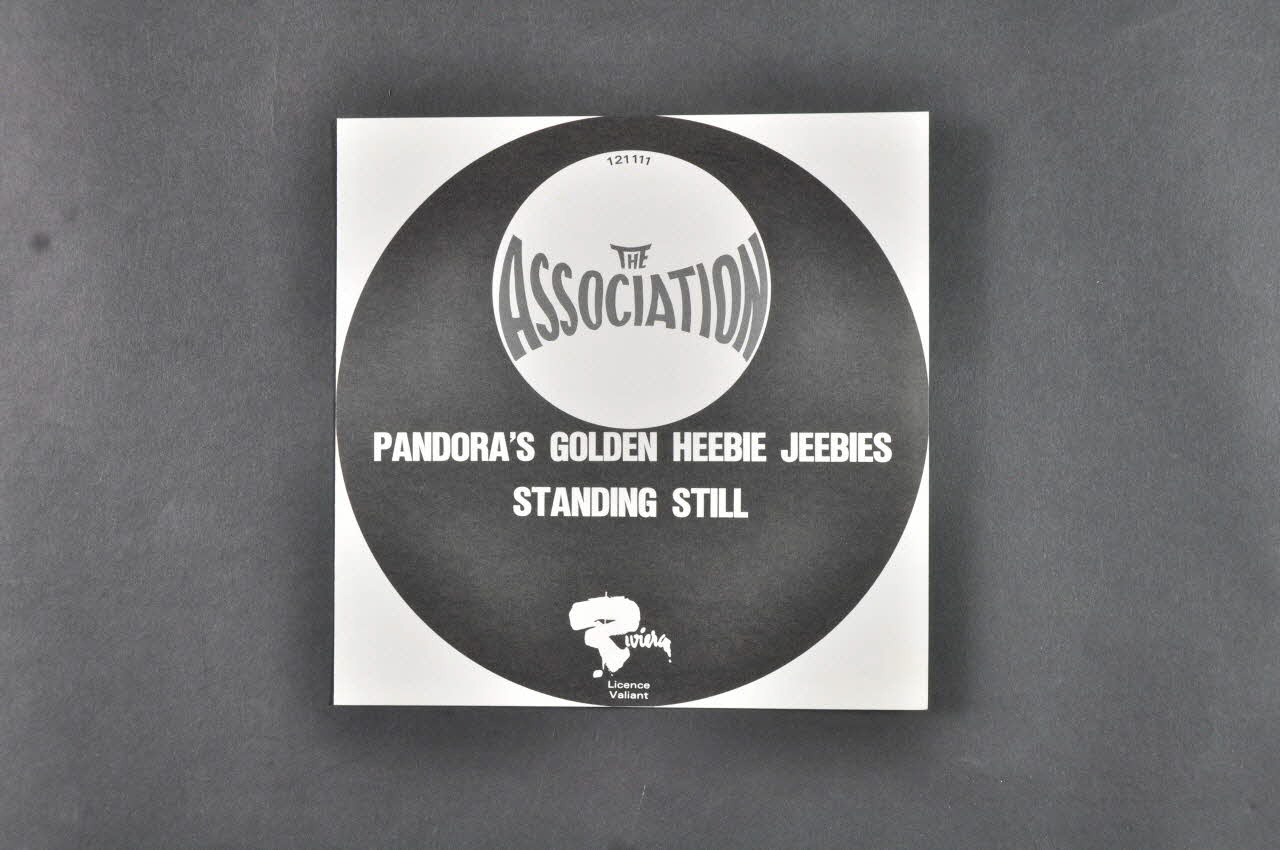 121111
THE
ASSOCIATION
PANDORA'S GOLDEN HEEBIE JEEBIES
STANDING STILL
Riviera
Licence
Valiant